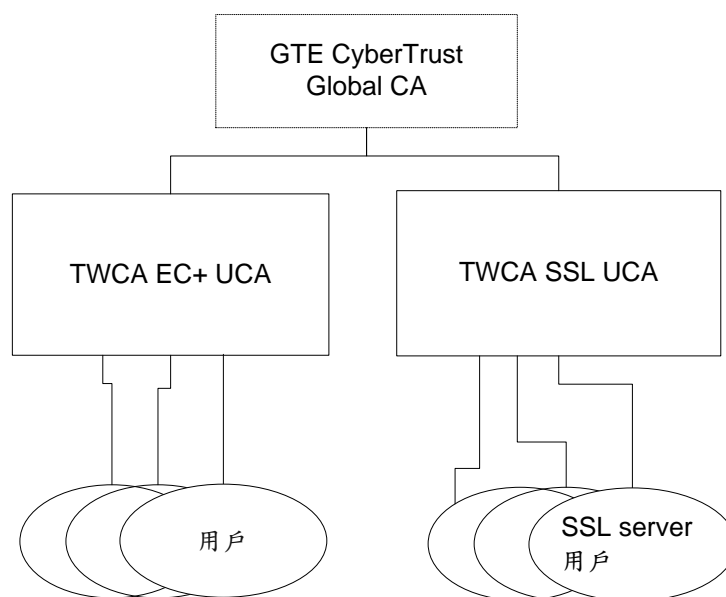 GTE CyberTrust
Global CA
TWCA EC+ UCA
TWCA SSL UCA
用戶
SSL server
用戶